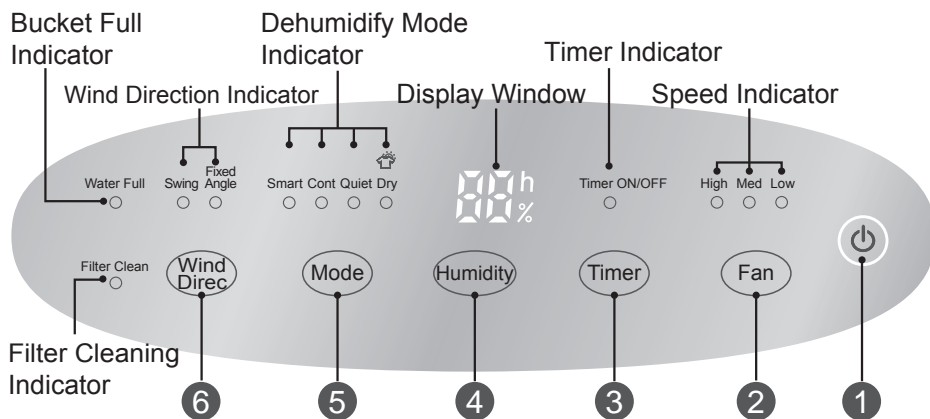 Bucket Full
Indicator
Dehumidify Mode
Indicator
Timer Indicator
Wind Direction Indicator
Display Window
Speed Indicator
Water Full
Swing
Fixed
Angle
Smart Cont Quiet Dry
88 h
%
Timer ON/OFF
High Med Low
Filter Clean
Wind
Direc
Mode
Humidity
Timer
Fan
Filter Cleaning
Indicator
6 5 4 3 2 1